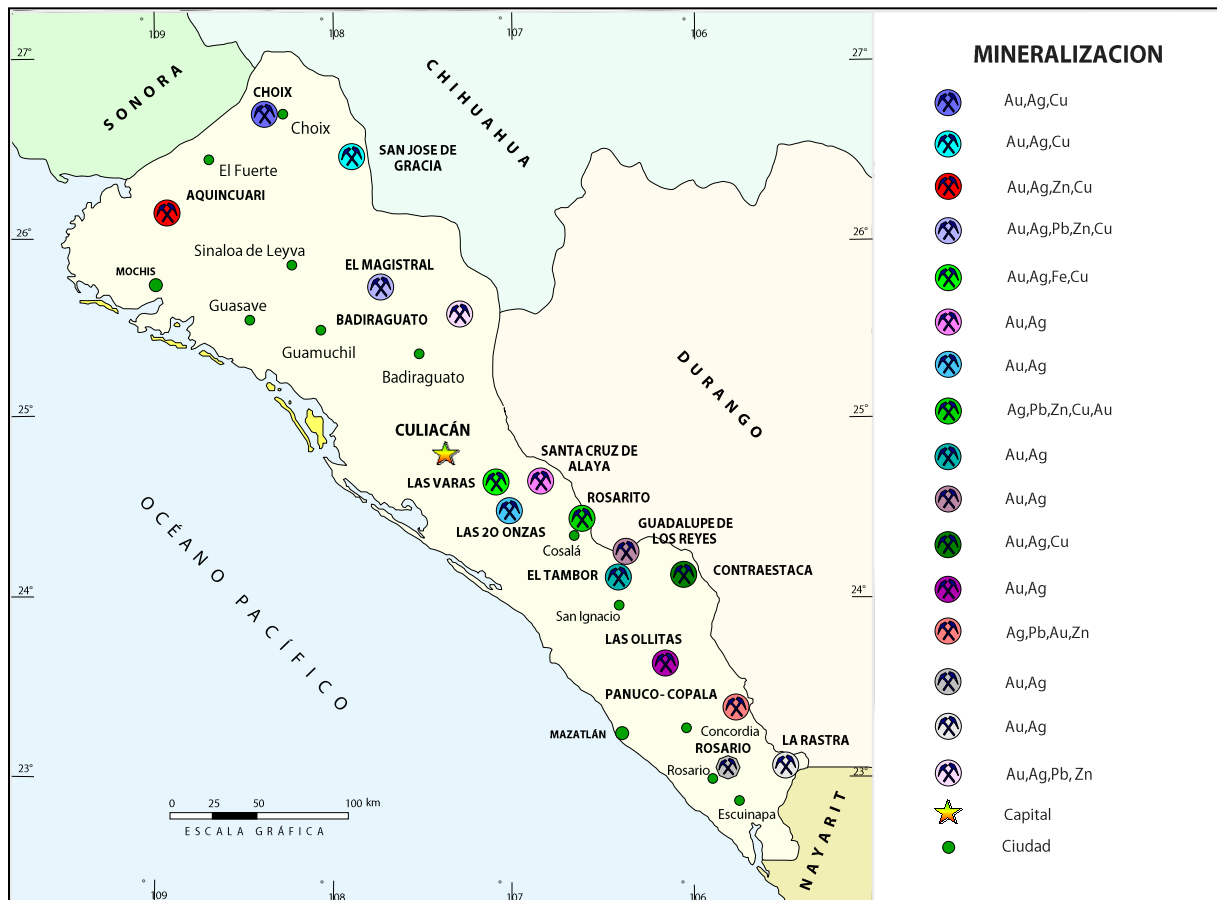 109
108
107
106
27°
27°
MINERALIZACION
SONORA
CHIHUAHUA
CHOIX
Choix
SAN JOSE DE
GRACIA
El Fuerte
AQUINCUARI
26°
26°
Sinaloa de Leyva
MOCHIS
EL MAGISTRAL
Guasave
BADIRAGUATO
Guamuchil
Badiraguato
DURANGO
25°
25°
CULIACÁN
SANTA CRUZ DE
ALAYA
LAS VARAS
ROSARITO
LAS 2O ONZAS
GUADALUPE DE
LOS REYES
Cosalá
EL TAMBOR
CONTRAESTACA
24°
24°
San Ignacio
OCÉANO PACÍFICO
LAS OLLITAS
PANUCO-COPALA
MAZATLÁN
Concordia
LA RASTRA
ROSARIO
Rosario
23°
23°
Escuinapa
NAYARIT
0 25 50 100 km
ESCALA GRÁFICA
109
108
107
106
Au,Ag,Cu
Au,Ag,Cu
Au,Ag,Zn,Cu
Au,Ag,Pb,Zn,Cu
Au,Ag,Fe,Cu
Au,Ag
Au,Ag
Ag,Pb,Zn,Cu,Au
Au,Ag
Au,Ag
Au,Ag,Cu
Au,Ag
Ag,Pb,Au,Zn
Au,Ag
Au,Ag
Au,Ag,Pb, Zn
Capital
Ciudad